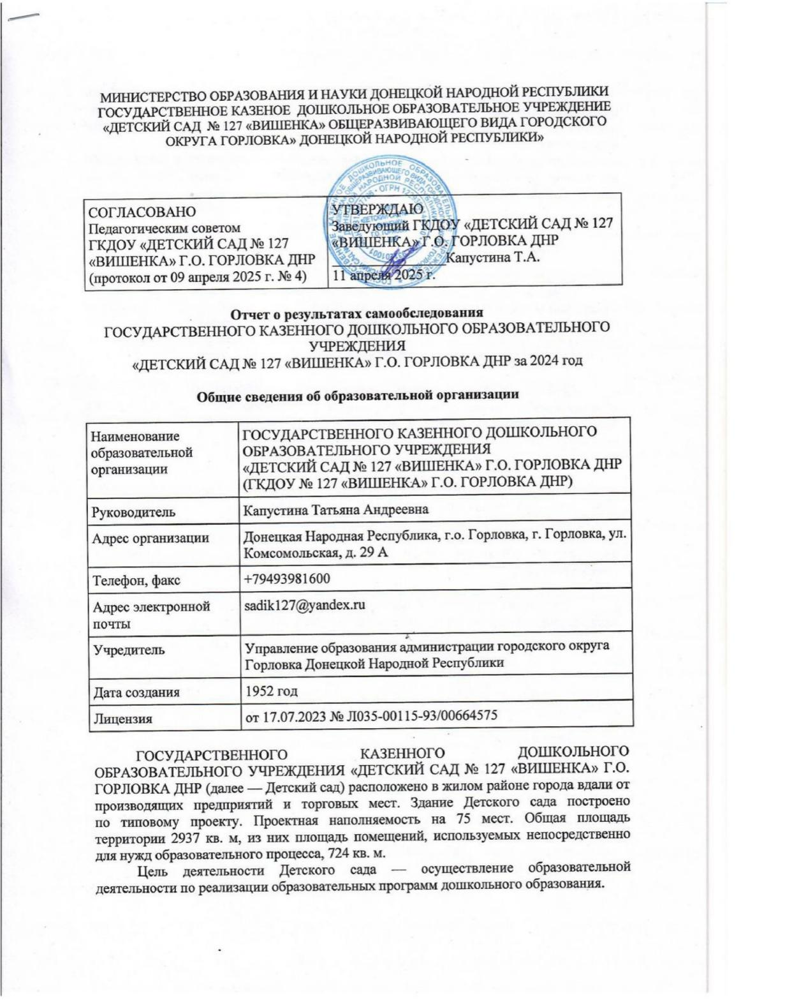 МИНИСТЕРСТВО ОБРАЗОВАНИЯ И НАУКИ ДОНЕЦКОЙ НАРОДНОЙ РЕСПУБЛИКИ
ГОСУДАРСТВЕННОЕ КАЗЕНОЕ ДОШКОЛЬНОЕ ОБРАЗОВАТЕЛЬНОЕ УЧРЕЖДЕНИЕ
«ДЕТСКИЙ САД № 127 «ВИШЕНКА» ОБЩЕРАЗВИВАЮЩЕГО ВИДА ГОРОДСКОГО
ОКРУГА ГОРЛОВКА» ДОНЕЦКОЙ НАРОДНОЙ РЕСПУБЛИКИ»
СОГЛАСОВАНО
Педагогическим советом
ГКДОУ «ДЕТСКИЙ САД № 127
«ВИШЕНКА» Г.О. ГОРЛОВКА ДНР
(протокол от 09 апреля 2025 г. № 4)
УТВЕРЖДАЮ
Заведующий ГКДОУ «ДЕТСКИЙ САД № 127
«ВИШЕНКА» Г.О. ГОРЛОВКА ДНР
Капустина Т.А.
11 апреля 2025 г.
Отчет о результатах самообследования
ГОСУДАРСТВЕННОГО КАЗЕННОГО ДОШКОЛЬНОГО ОБРАЗОВАТЕЛЬНОГО
УЧРЕЖДЕНИЯ
«ДЕТСКИЙ САД № 127 «ВИШЕНКА» Г.О. ГОРЛОВКА ДНР за 2024 год
Общие сведения об образовательной организации
Наименование
образовательной
организации
ГОСУДАРСТВЕННОГО КАЗЕННОГО ДОШКОЛЬНОГО
ОБРАЗОВАТЕЛЬНОГО УЧРЕЖДЕНИЯ
«ДЕТСКИЙ САД № 127 «ВИШЕНКА» Г.О. ГОРЛОВКА ДНР
(ГКДОУ № 127 «ВИШЕНКА» Г.О. ГОРЛОВКА ДНР)
Руководитель
Капустина Татьяна Андреевна
Адрес организации
Донецкая Народная Республика, г.о. Горловка, г. Горловка, ул.
Комсомольская, д. 29 А
Телефон, факс
+79493981600
Адрес электронной
почты
sadik127@yandex.ru
Учредитель
Управление образования администрации городского округа
Горловка Донецкой Народной Республики
Дата создания
1952 год
Лицензия
от 17.07.2023 № Л035-00115-93/00664575
ГОСУДАРСТВЕННОГО КАЗЕННОГО ДОШКОЛЬНОГО
ОБРАЗОВАТЕЛЬНОГО УЧРЕЖДЕНИЯ «ДЕТСКИЙ САД № 127 «ВИШЕНКА» Г.О.
ГОРЛОВКА ДНР (далее — Детский сад) расположено в жилом районе города вдали от
производящих предприятий и торговых мест. Здание Детского сада построено
по типовому проекту. Проектная наполняемость на 75 мест. Общая площадь
территории 2937 кв. м, из них площадь помещений, используемых непосредственно
для нужд образовательного процесса, 724 кв. м.
Цель деятельности Детского сада — осуществление образовательной
деятельности по реализации образовательных программ дошкольного образования.